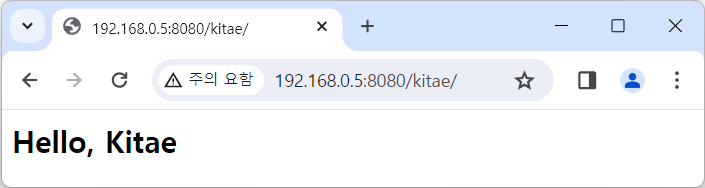 192.168.0.5:8080/kitae/
주의 요함 192.168.0.5:8080/kitae/
Hello, Kitae